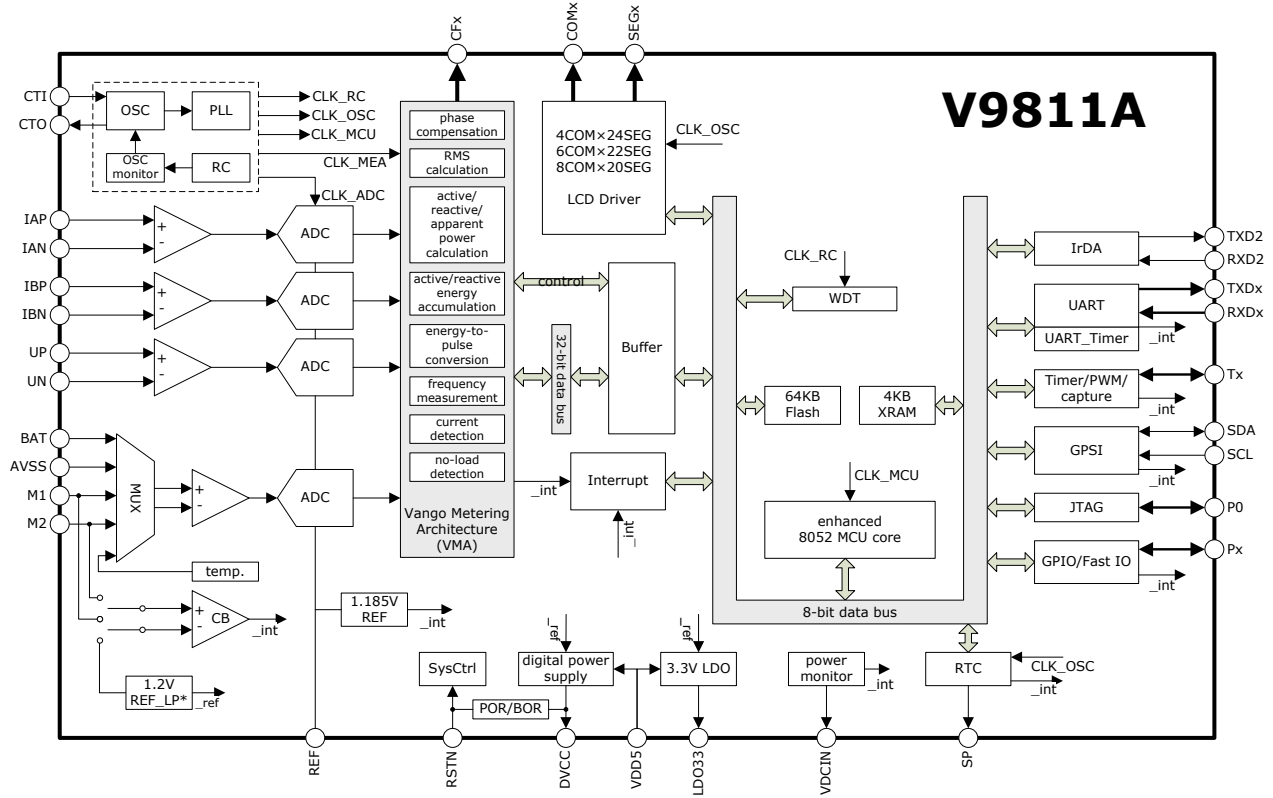 CFx
COMx
SEGx
V9811A
CTI
CTO
OSC
PLL
OSC
monitor
RC
CLK_RC
CLK_OSC
CLK_MCU
CLK_MEA
CLK_ADC
phase
compensation
RMS
calculation
active/
reactive/
apparent
power
calculation
active/reactive
energy
accumulation
energy-to-
pulse
conversion
frequency
measurement
current
detection
no-load
detection
Vango Metering
Architecture
(VMA)
4COM×24SEG
6COM×22SEG
8COM×20SEG
LCD Driver
CLK_OSC
IAP
IAN
+
-
ADC
IBP
IBN
+
-
ADC
UP
UN
+
-
ADC
BAT
AVSS
M1
M2
MUX
+
-
ADC
temp.
+
-
CB
_int
1.2V
REF_LP*
_ref
1.185V
REF
_int
control
32-bit data bus
Buffer
_int
Interrupt
_int
CLK_RC
WDT
64KB
Flash
4KB
XRAM
CLK_MCU
enhanced
8052 MCU core
8-bit data bus
IrDA
TXD2
RXD2
UART
UART_Timer
TXDx
RXDx
_int
Timer/PWM/
capture
Tx
_int
GPSI
SDA
SCL
_int
JTAG
P0
GPIO/Fast IO
Px
_int
SysCtrl
POR/BOR
_ref
digital power
supply
_ref
3.3V LDO
power
monitor
_int
RTC
CLK_OSC
_int
REF
RSTN
DVCC
VDD5
LDO33
VDCIN
SP